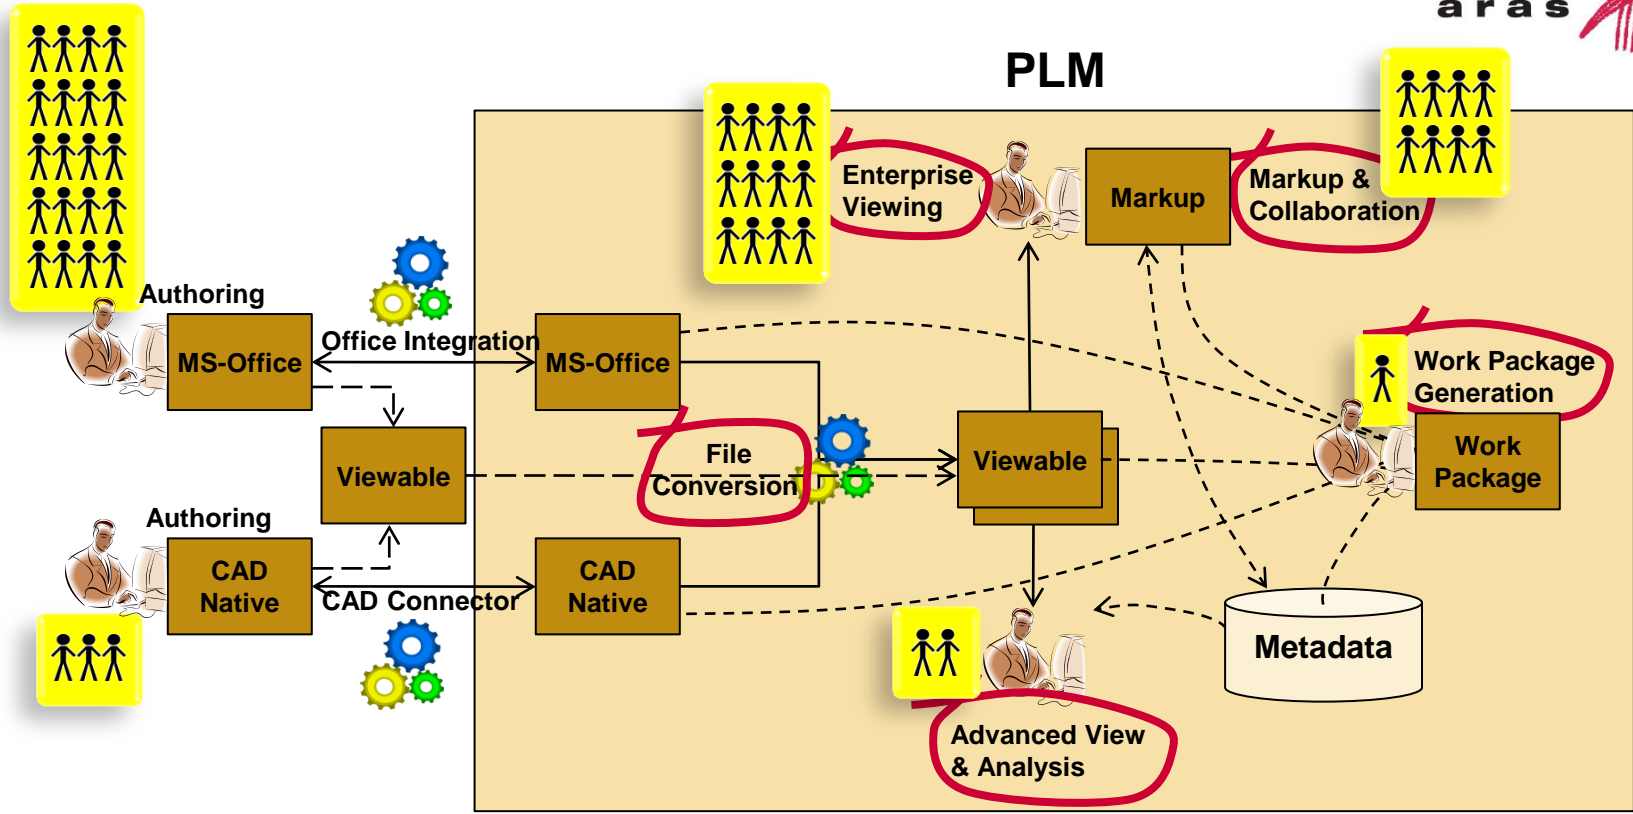 aras
PLM
Enterprise
Viewing
Markup
Markup &
Collaboration
Authoring
MS-Office
Office Integration
MS-Office
Work Package
Generation
File
Conversion
Viewable
Viewable
Work
Package
Authoring
CAD
Native
CAD Connector
CAD
Native
Metadata
Advanced View
& Analysis